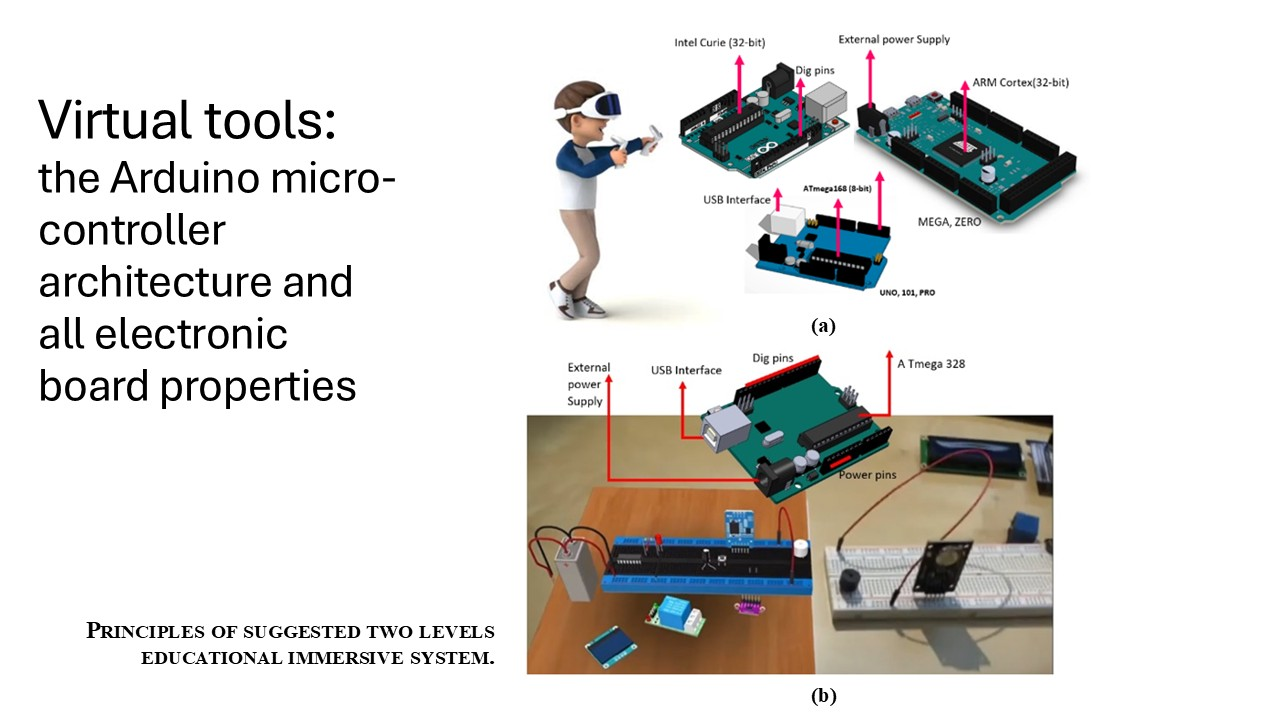 Virtual tools:
the Arduino micro-
controller
architecture and
all electronic
board properties
PRINCIPLES OF SUGGESTED TWO LEVELS
EDUCATIONAL IMMERSIVE SYSTEM.
Intel Curie (32-bit)
External power Supply
Dig pins
ARM Cortex(32-bit)
USB Interface
ATmega168 (8-bit)
MEGA, ZERO
UNO, 101, PRO
(a)
External
power
Supply
USB Interface
Dig pins
A Tmega 328
Power pins
(b)